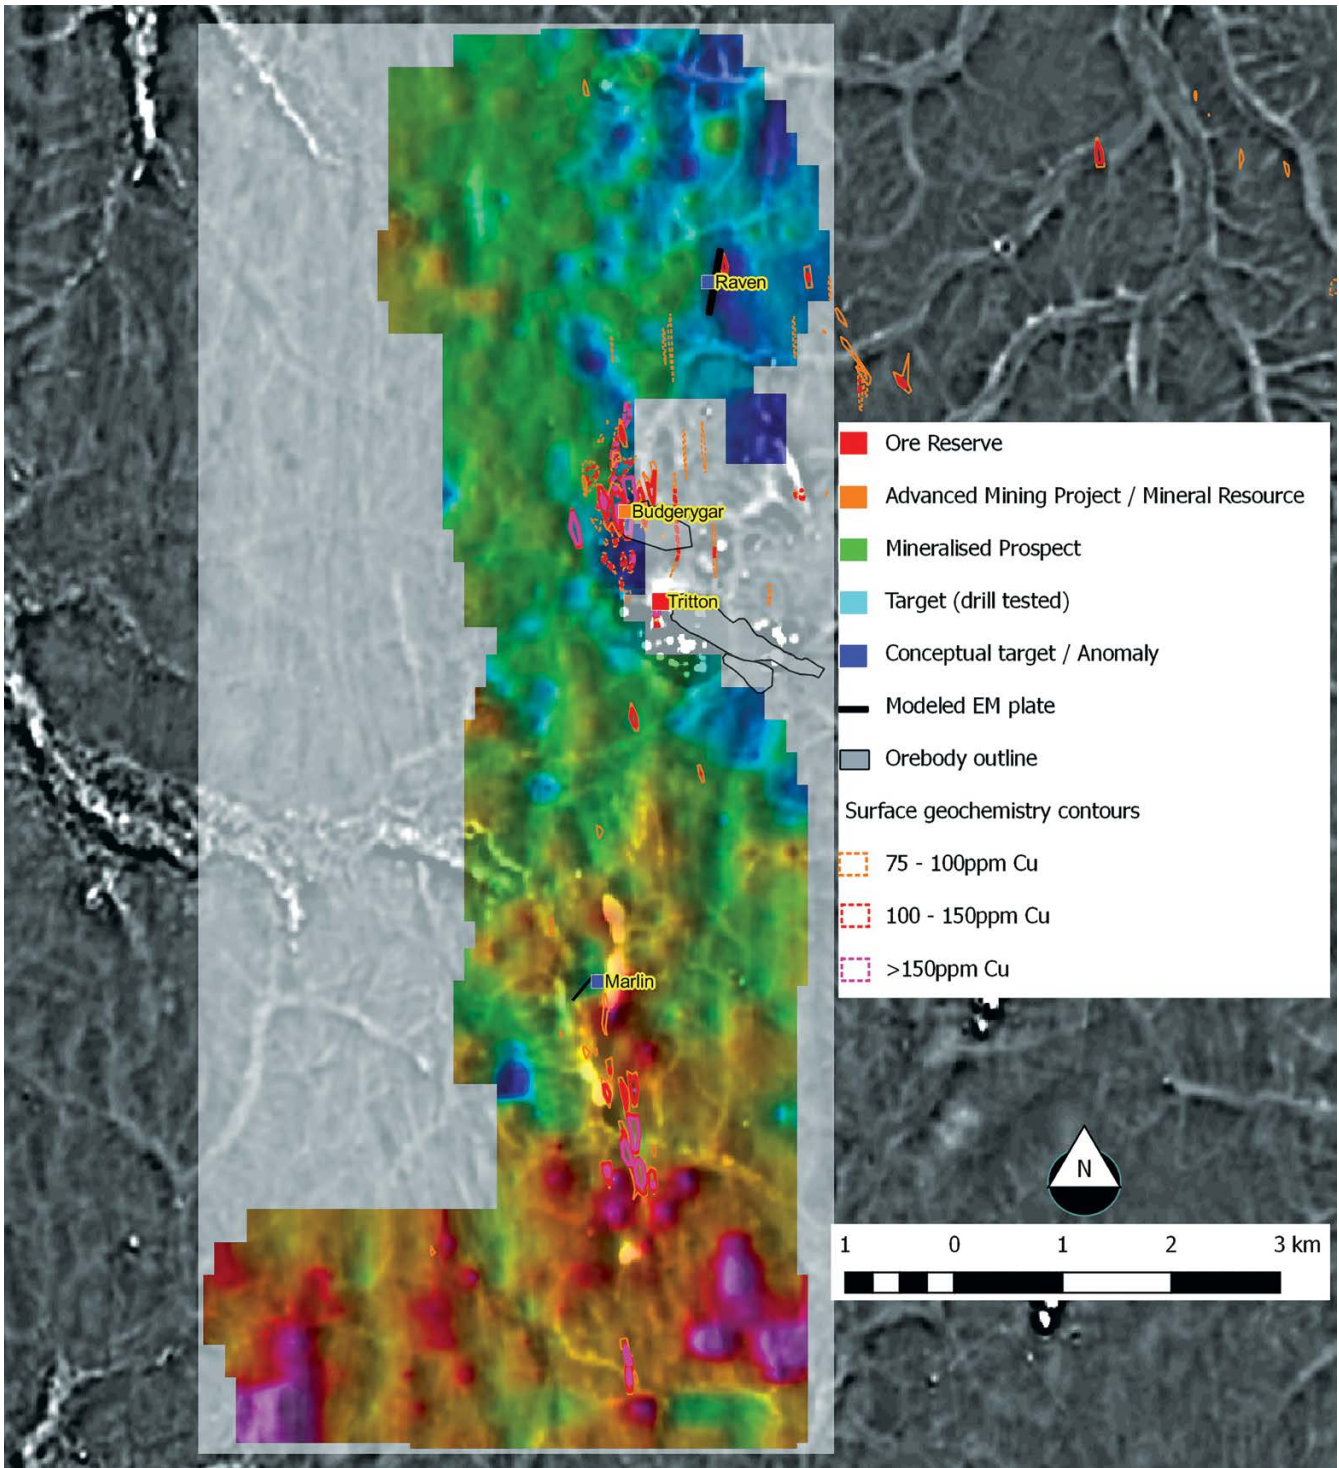 Raven
Budgerygar
Tritton
Marlin
Ore Reserve
Advanced Mining Project / Mineral Resource
Mineralised Prospect
Target (drill tested)
Conceptual target / Anomaly
Modeled EM plate
Orebody outline
Surface geochemistry contours
75 - 100ppm Cu
100 - 150ppm Cu
>150ppm Cu
N
1 0 1 2 3 km